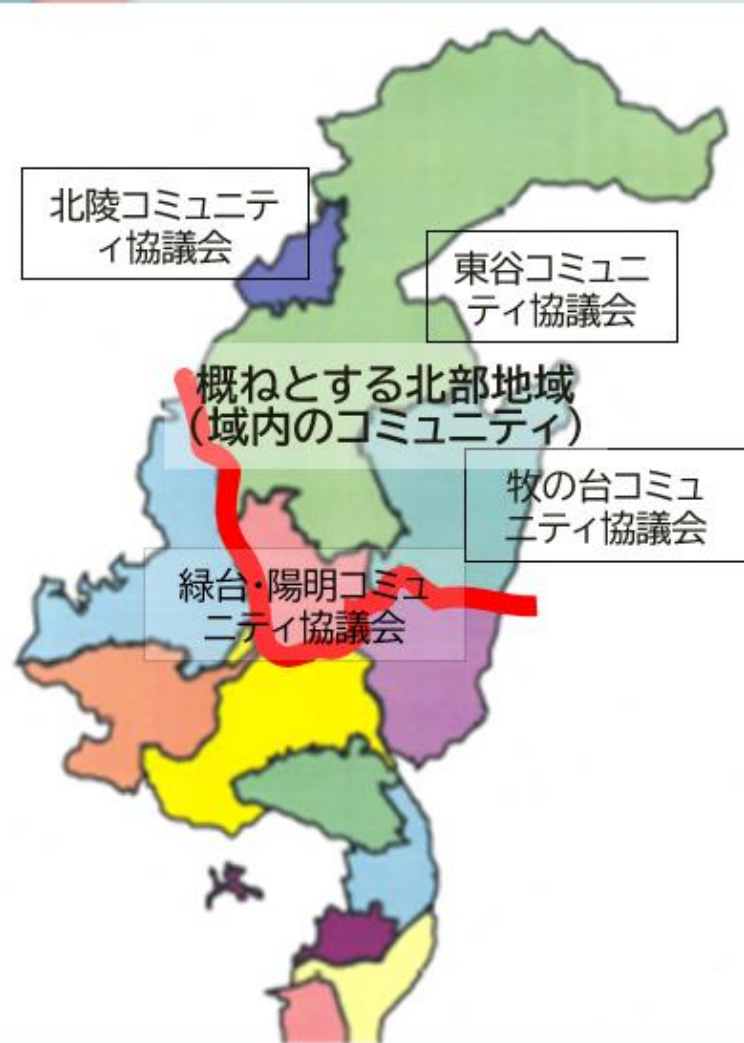 北陵コミュニテ
ィ協議会
東谷コミュニ
ティ協議会
概ねとする北部地域
（域内のコミュニティ）
牧の台コミュ
ニティ協議会
緑台・陽明コミュ
ニティ協議会